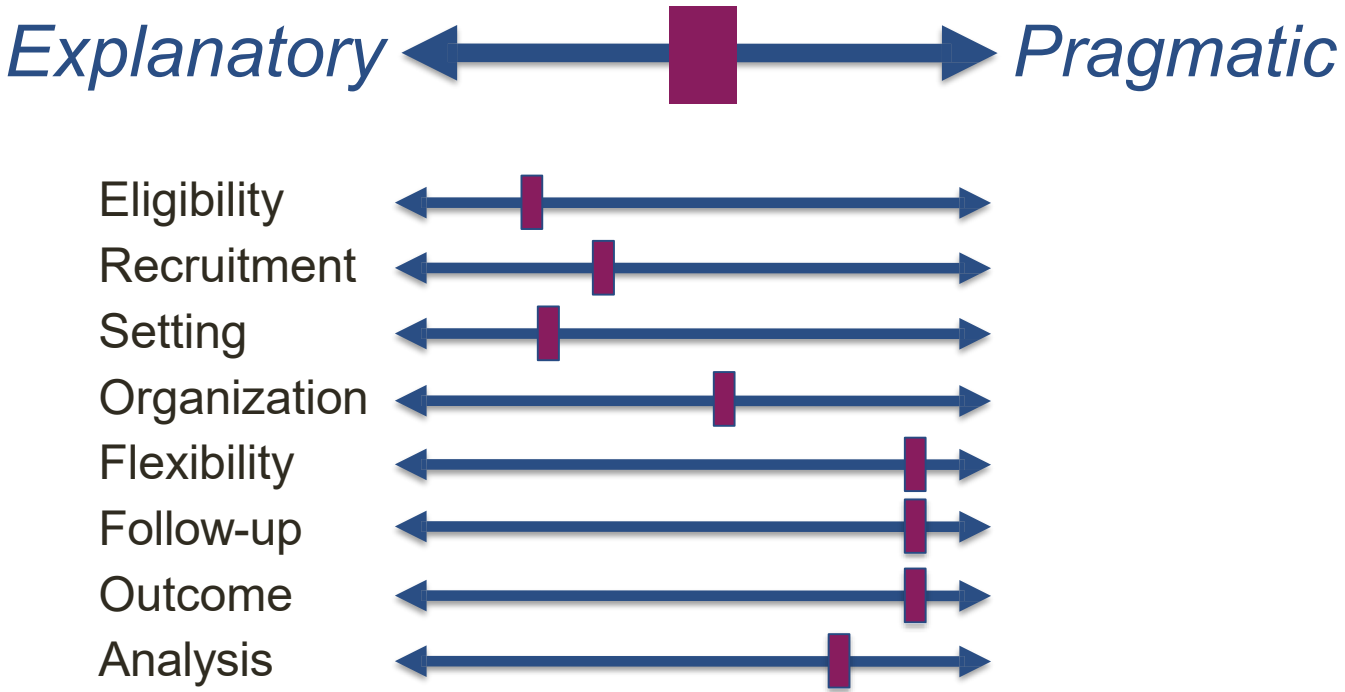 Explanatory Pragmatic
Eligibility
Recruitment
Setting
Organization
Flexibility
Follow-up
Outcome
Analysis